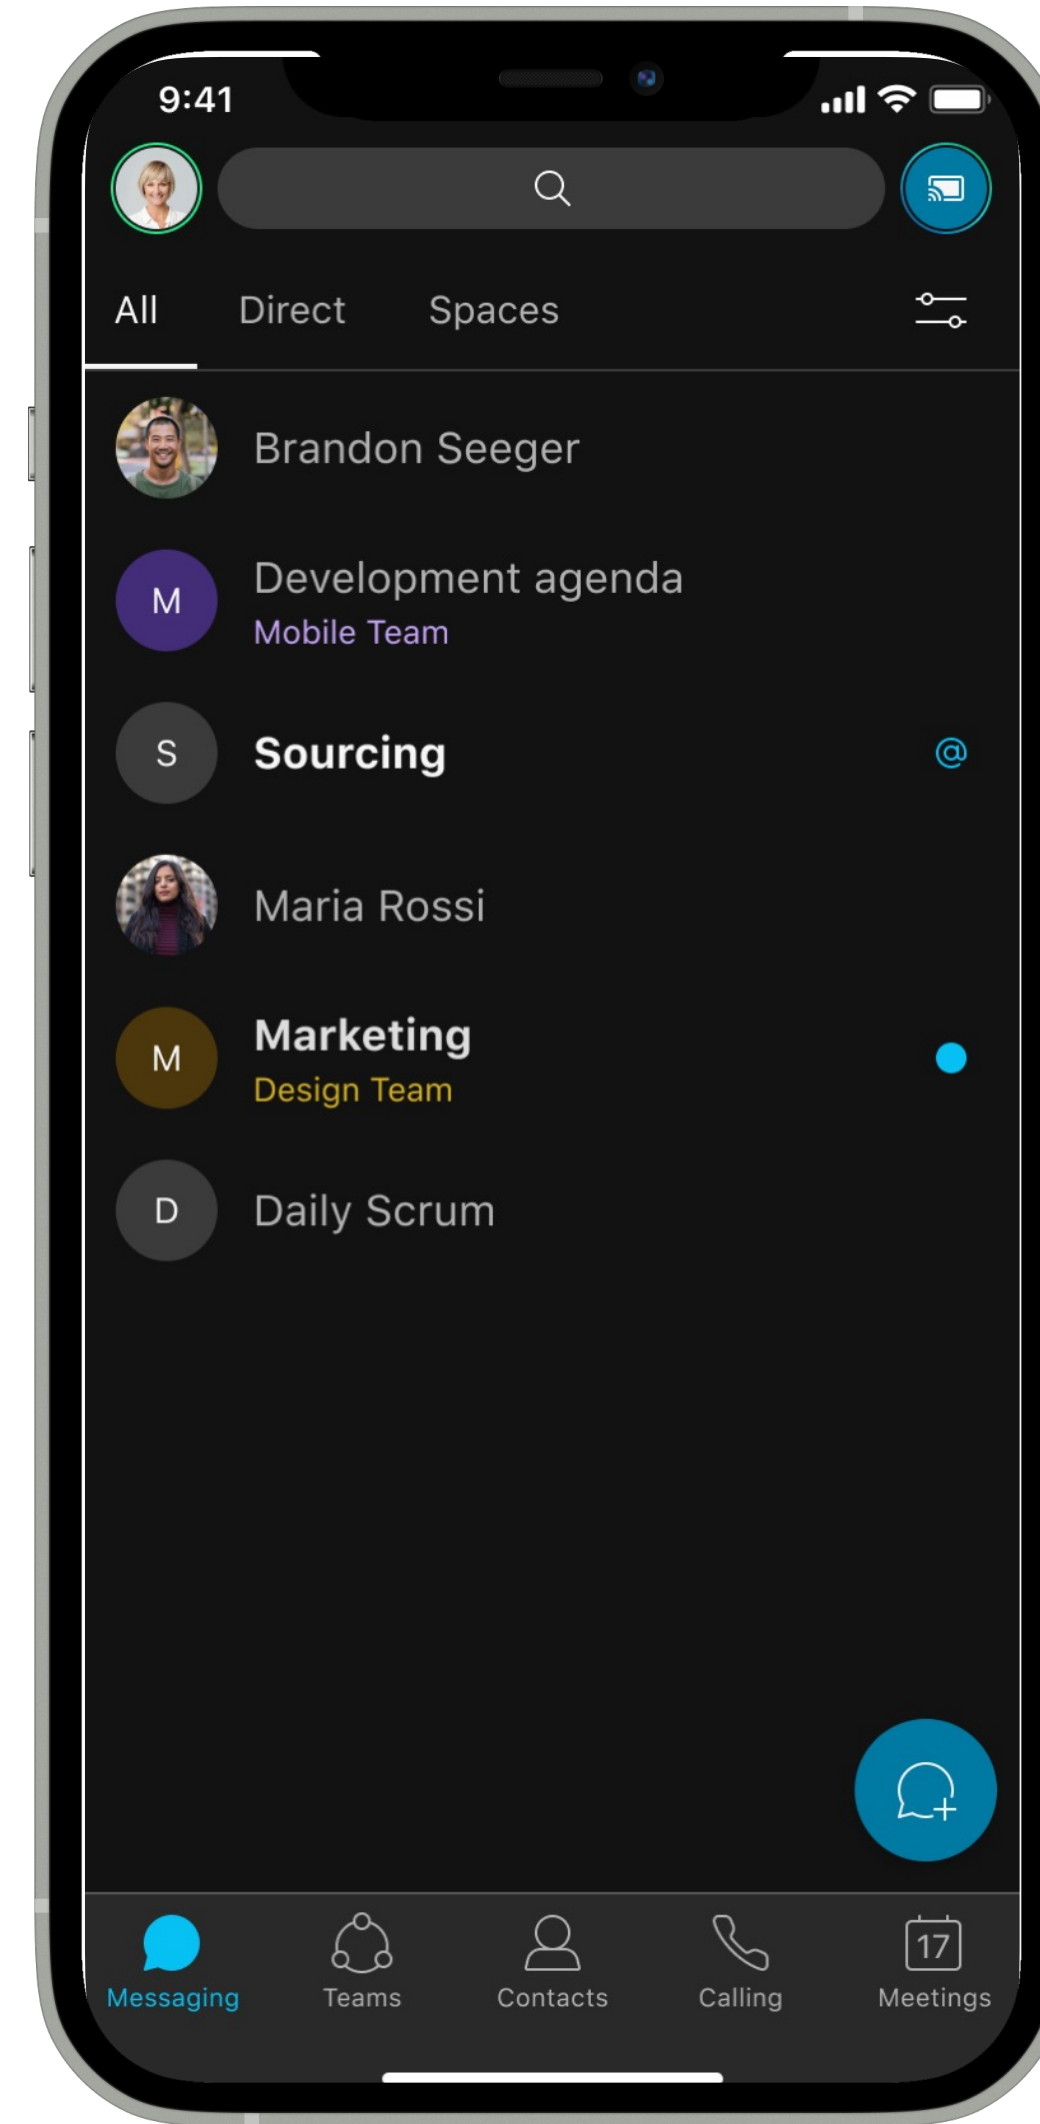 9:41
All Direct Spaces
Brandon Seeger
M
Development agenda
Mobile Team
S
Sourcing
@
Maria Rossi
M
Marketing
Design Team
D
Daily Scrum
17
Messaging Teams Contacts Calling Meetings